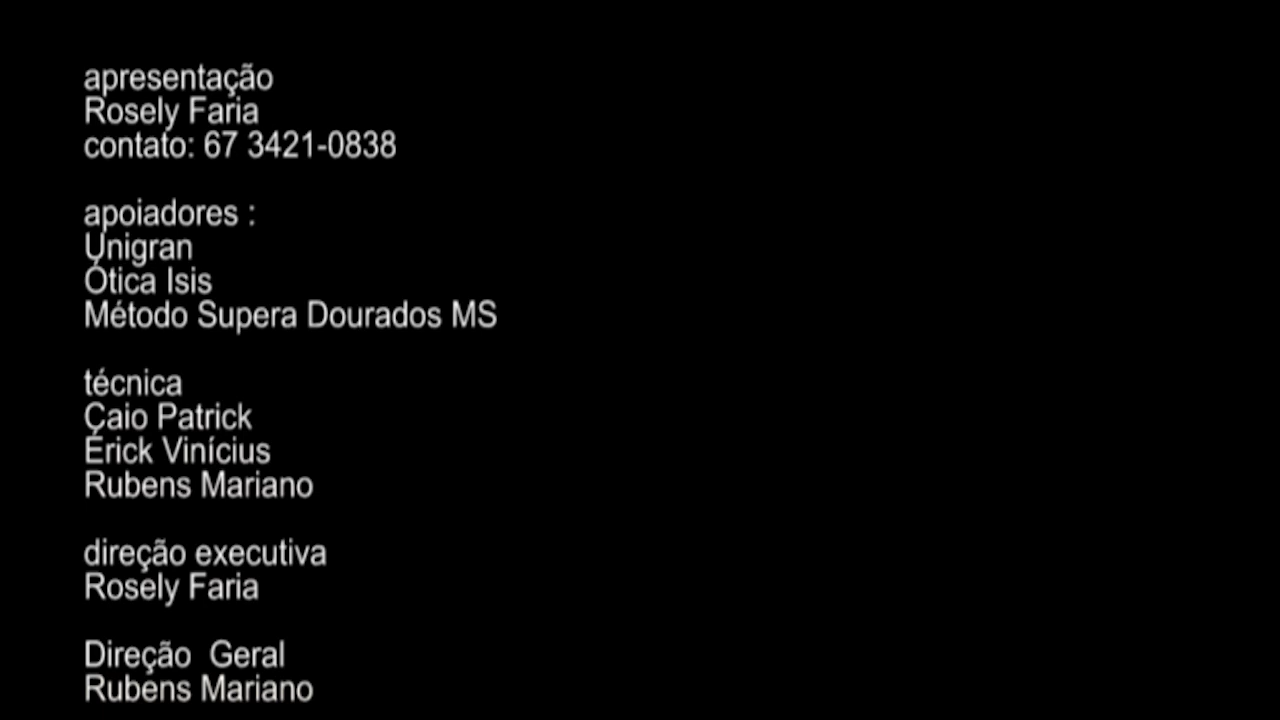 apresentação
Rosely Faria
contato: 67 3421-0838
apoiadores :
Unigran
Ótica Isis
Método Supera Dourados MS
técnica
Caio Patrick
Érick Vinícius
Rubens Mariano
direção executiva
Rosely Faria
Direção  Geral
Rubens Mariano